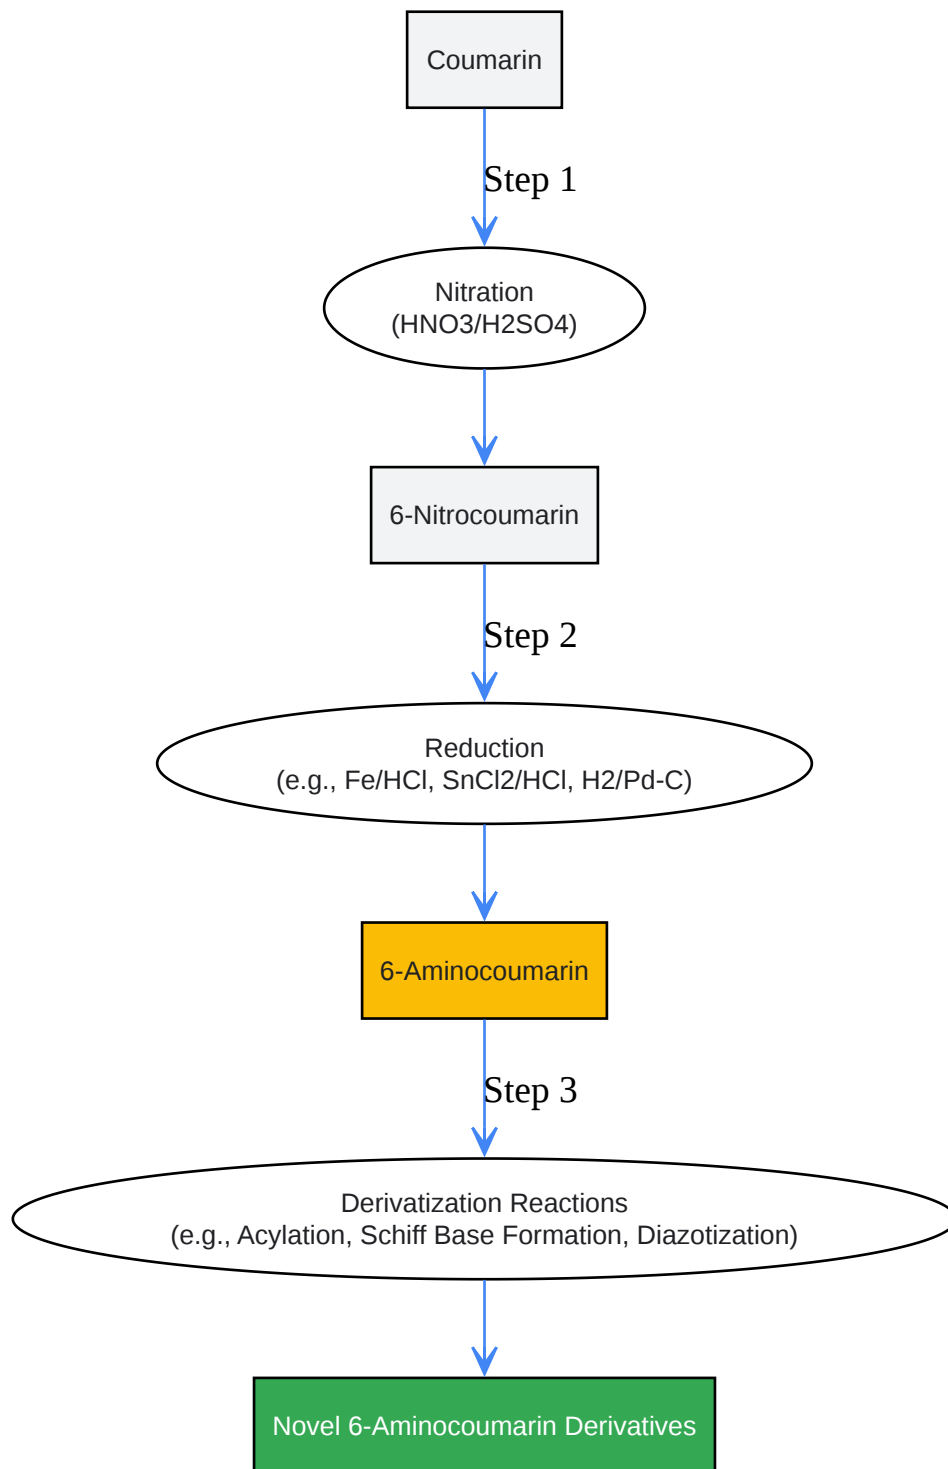 Coumarin
Step 1
Nitration
(HNO3/H2SO4)
6-Nitrocoumarin
Step 2
Reduction
(e.g., Fe/HCl, SnCl2/HCl, H2/Pd-C)
6-Aminocoumarin
Step 3
Derivatization Reactions
(e.g., Acylation, Schiff Base Formation, Diazotization)
Novel 6-Aminocoumarin Derivatives